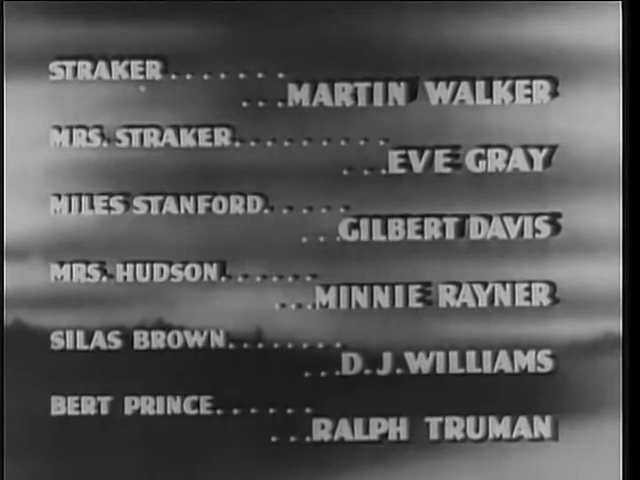 STRAKER.......
...MARTIN WALKER
MRS. STRAKER..........
...EVE GRAY
MILES STANFORD......
...GILBERT DAVIS
MRS. HUDSON.......
....MINNIE RAYNER
SILAS BROWN........
...D.J.WILLIAMS
BERT PRINCE......
...RALPH TRUMAN